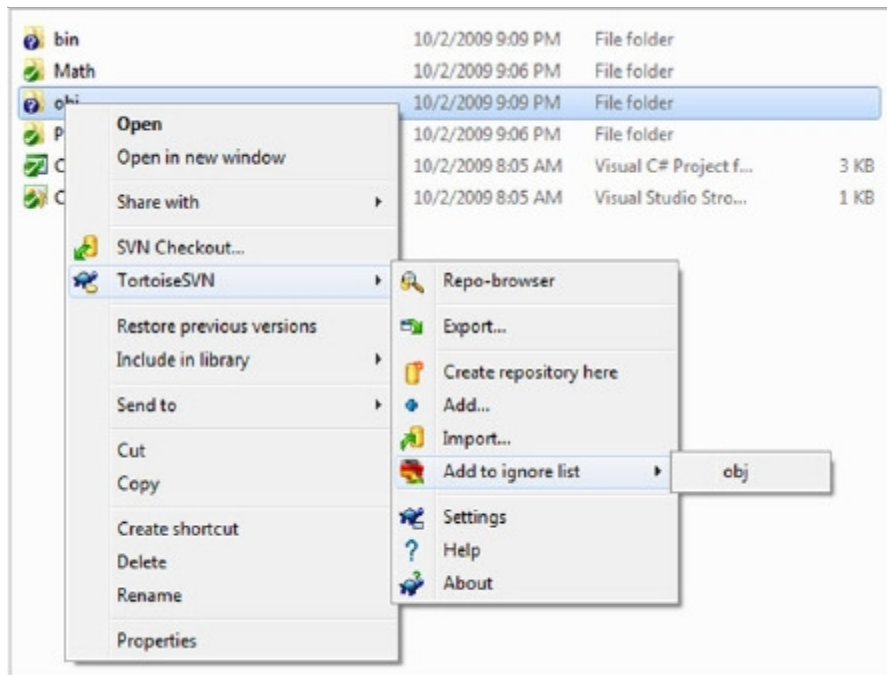 bin 10/2/2009 9:09 PM File folder
Math 10/2/2009 9:06 PM File folder
obj 10/2/2009 9:09 PM File folder
P 10/2/2009 9:06 PM File folder
C 10/2/2009 8:05 AM Visual C# Project f... 3 KB
C 10/2/2009 8:05 AM Visual Studio Stro... 1 KB
Open
Open in new window
Share with
SVN Checkout...
TortoiseSVN
Restore previous versions
Include in library
Send to
Cut
Copy
Create shortcut
Delete
Rename
Properties
Repo-browser
Export...
Create repository here
Add...
Import...
Add to ignore list
Settings
Help
About
obj